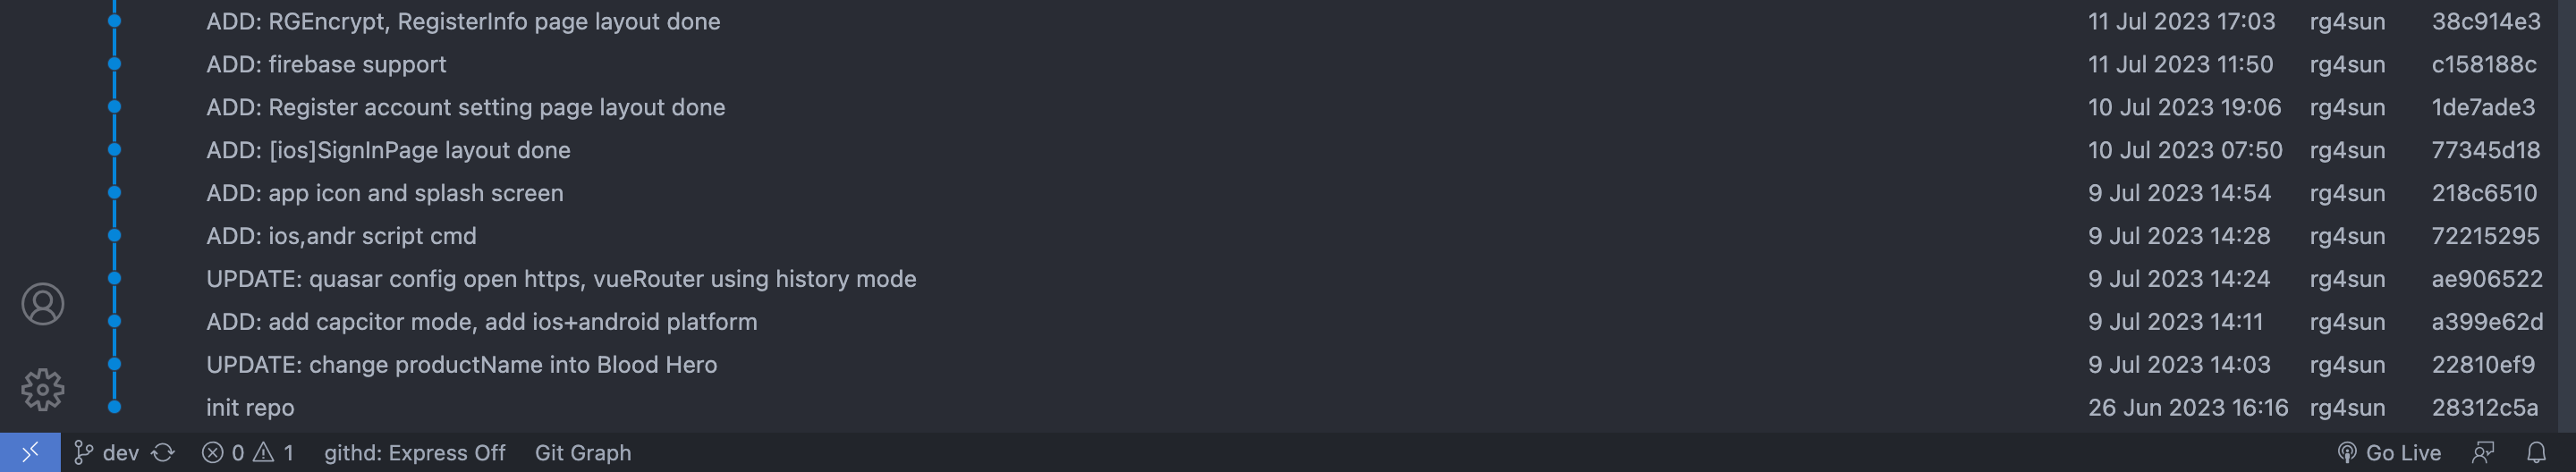 ADD: RGEncrypt, RegisterInfo page layout done 11 Jul 2023 17:03 rg4sun 38c914e3
ADD: firebase support 11 Jul 2023 11:50 rg4sun c158188c
ADD: Register account setting page layout done 10 Jul 2023 19:06 rg4sun 1de7ade3
ADD: [ios]SignInPage layout done 10 Jul 2023 07:50 rg4sun 77345d18
ADD: app icon and splash screen 9 Jul 2023 14:54 rg4sun 218c6510
ADD: ios,andr script cmd 9 Jul 2023 14:28 rg4sun 72215295
UPDATE: quasar config open https, vueRouter using history mode 9 Jul 2023 14:24 rg4sun ae906522
ADD: add capcitor mode, add ios+android platform 9 Jul 2023 14:11 rg4sun a399e62d
UPDATE: change productName into Blood Hero 9 Jul 2023 14:03 rg4sun 22810ef9
init repo 26 Jun 2023 16:16 rg4sun 28312c5a
dev 0 1 githd: Express Off Git Graph Go Live